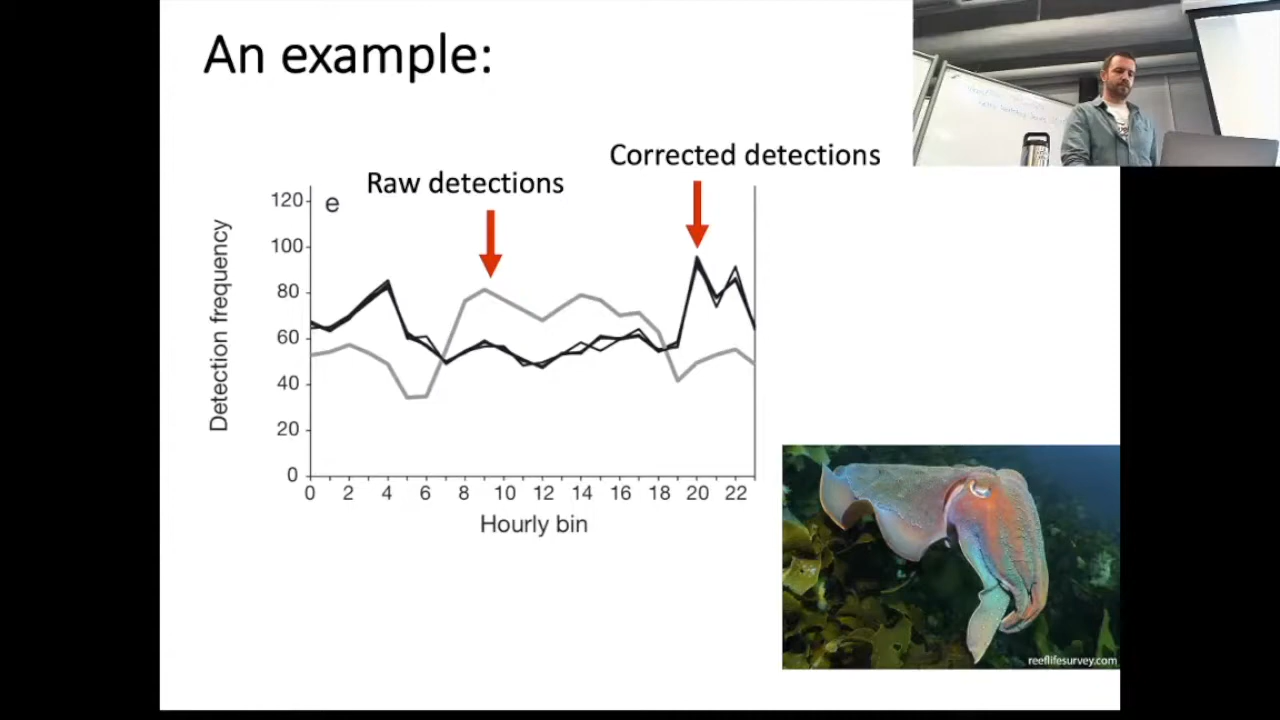 An example:
Corrected detections
Raw detections
e
Detection frequency
120
100
80
60
40
20
0
0 2 4 6 8 10 12 14 16 18 20 22
Hourly bin
reeflifesurvey.com